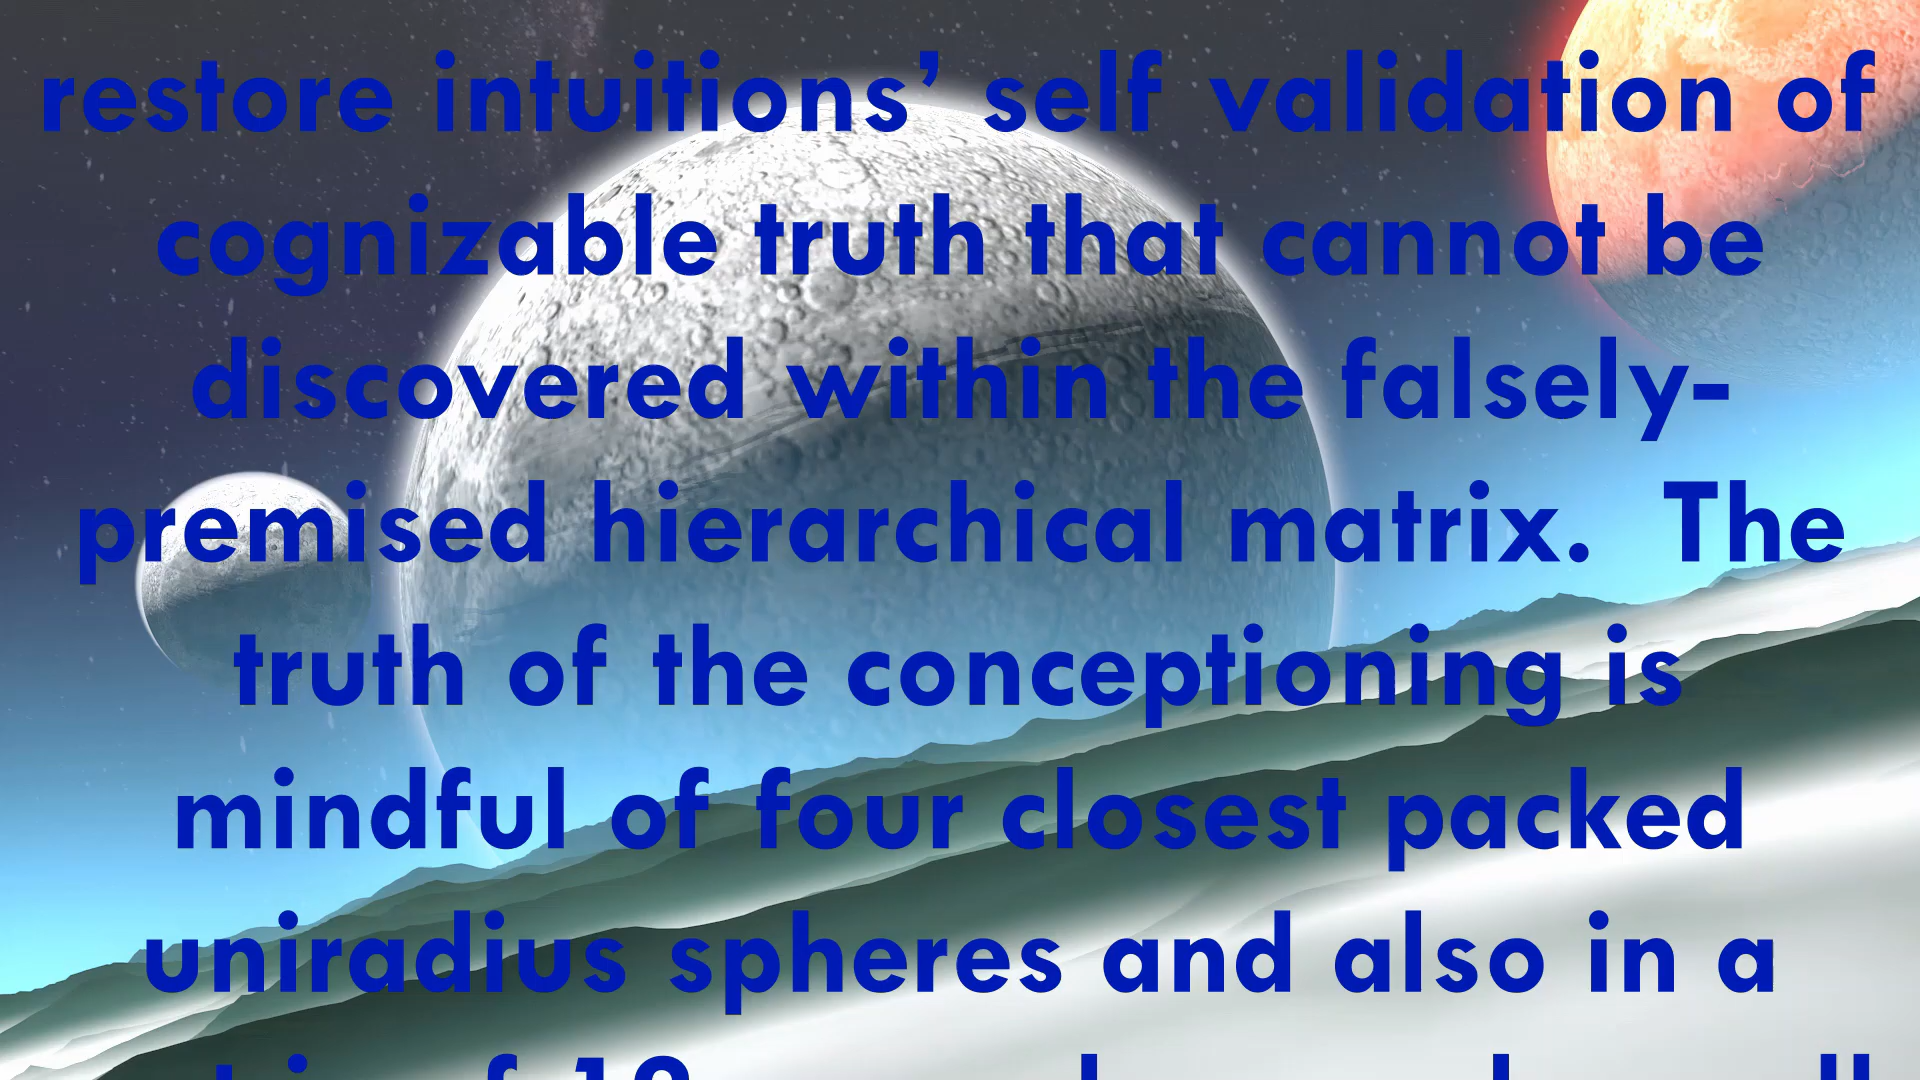 restore intuitions’ self validation of
cognizable truth that cannot be
discovered within the falsely-
premised hierarchical matrix.  The
truth of the conceptioning is
mindful of four closest packed
uniradius spheres and also in a